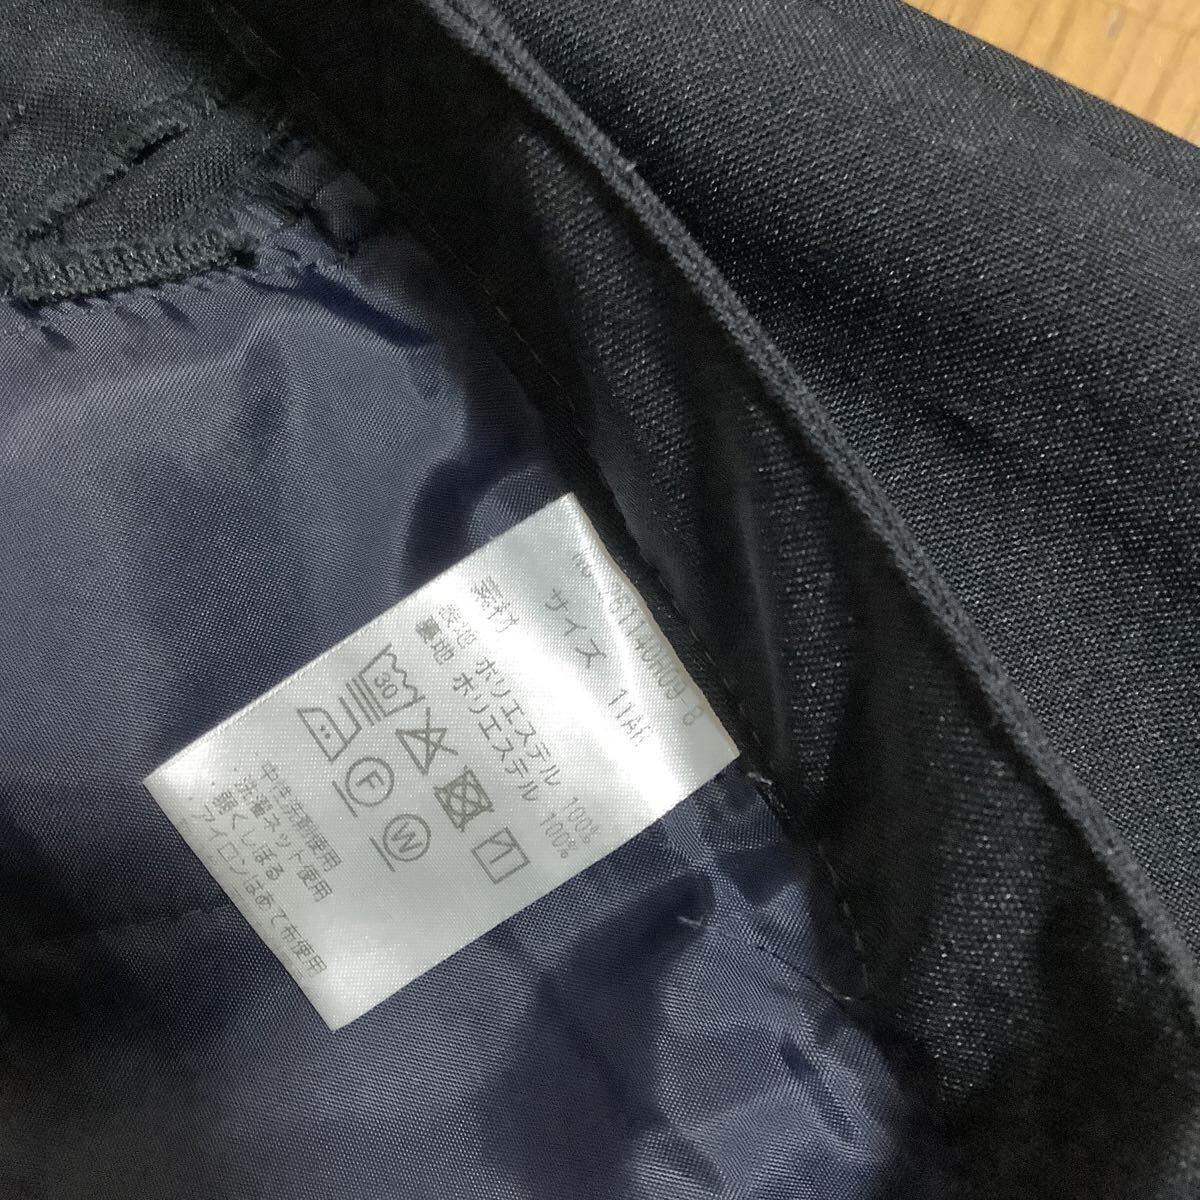 サイズ 11AR
素材
表地 ポリエステル 100%
裏地 ポリエステル 100%
30
F
W
中性洗剤使用
・洗濯ネット使用
・弱くしぼる
・アイロンはあて布使用